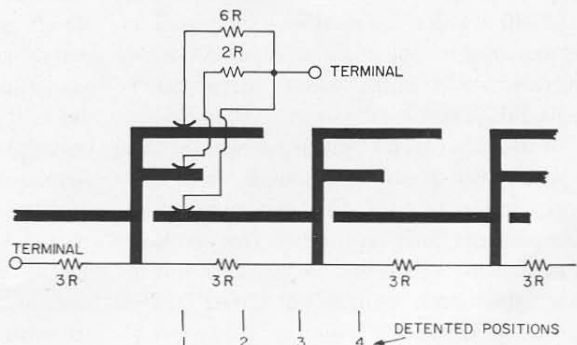 6R
2R
TERMINAL
TERMINAL
3R 3R 3R 3R
1 2 3 4 DETENTED POSITIONS